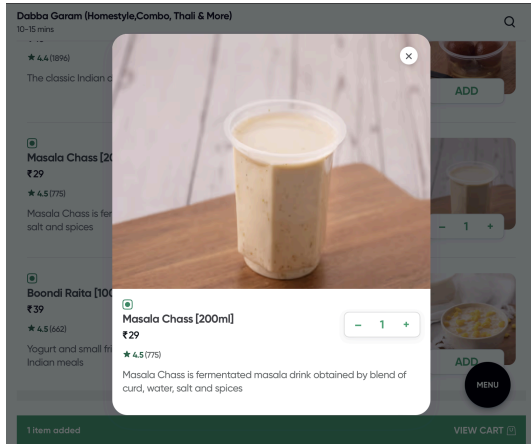 Dabba Garam (Homestyle,Combo, Thali & More)
10-15 mins
4.4 (1896)
The classic Indian
ADD
Masala Chass [20
₹29
4.5 (775)
Masala Chass is fer
salt and spices
– 1 +
Boondi Raita [100
₹39
4.5 (662)
Yogurt and small fri
Indian meals
ADD
MENU
Masala Chass [200ml]
₹29
– 1 +
4.5 (775)
Masala Chass is fermentated masala drink obtained by blend of
curd, water, salt and spices
1 item added
VIEW CART